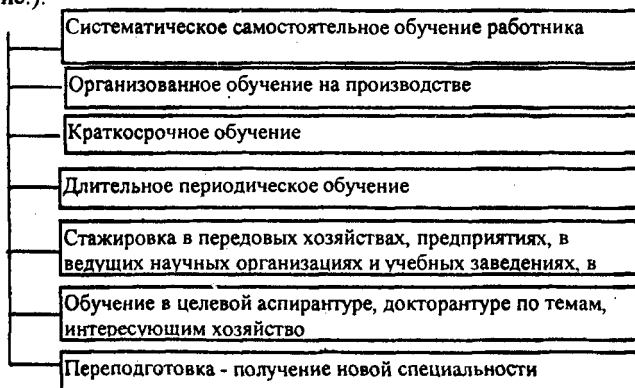 Систематическое самостоятельное обучение работника
Организованное обучение на производстве
Краткосрочное обучение
Длительное периодическое обучение
Стажировка в передовых хозяйствах, предприятиях, в
ведущих научных организациях и учебных заведениях, в
Обучение в целевой аспирантуре, докторантуре по темам,
интересующим хозяйство
Переподготовка - получение новой специальности